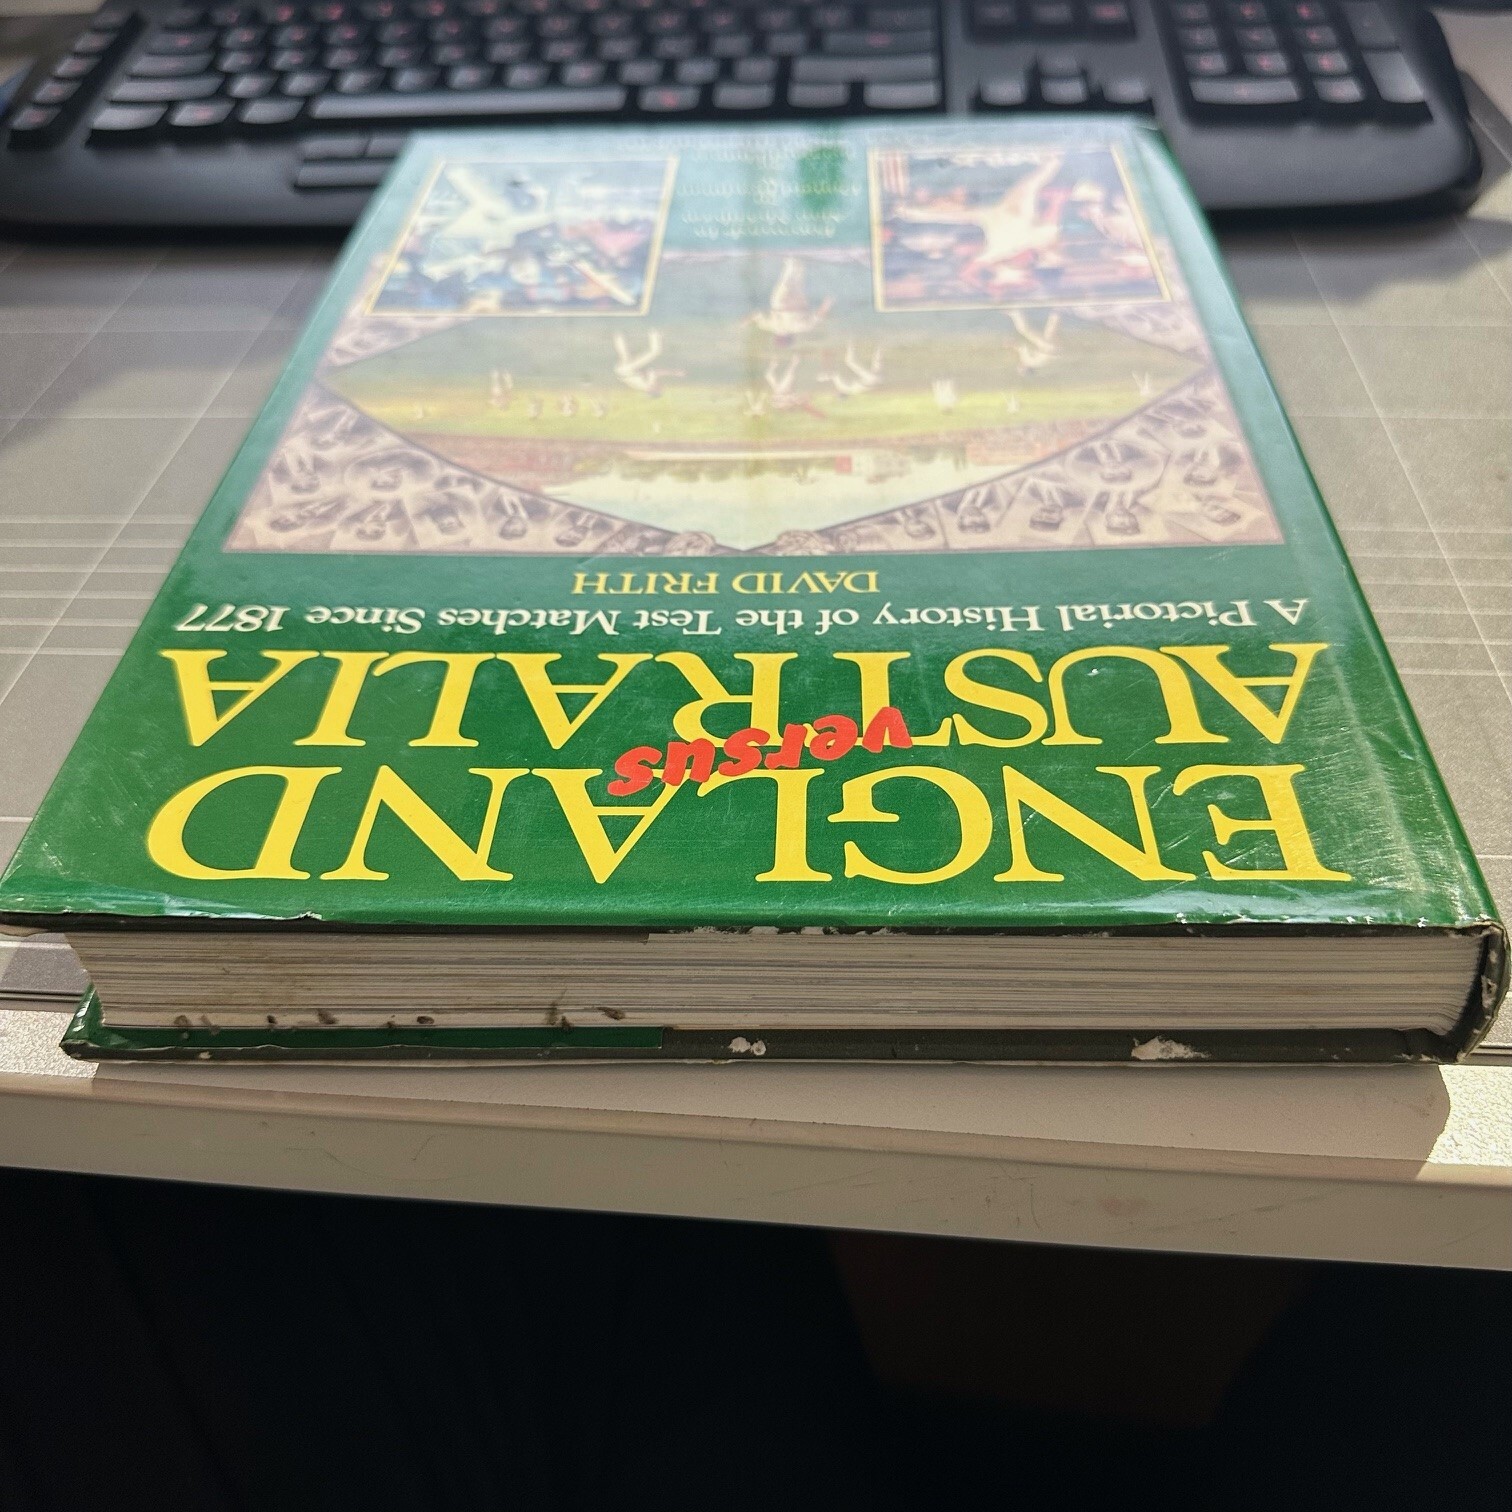 ENGLAND
versus
AUSTRALIA
A Pictorial History of the Test Matches Since 1877
DAVID FRITH